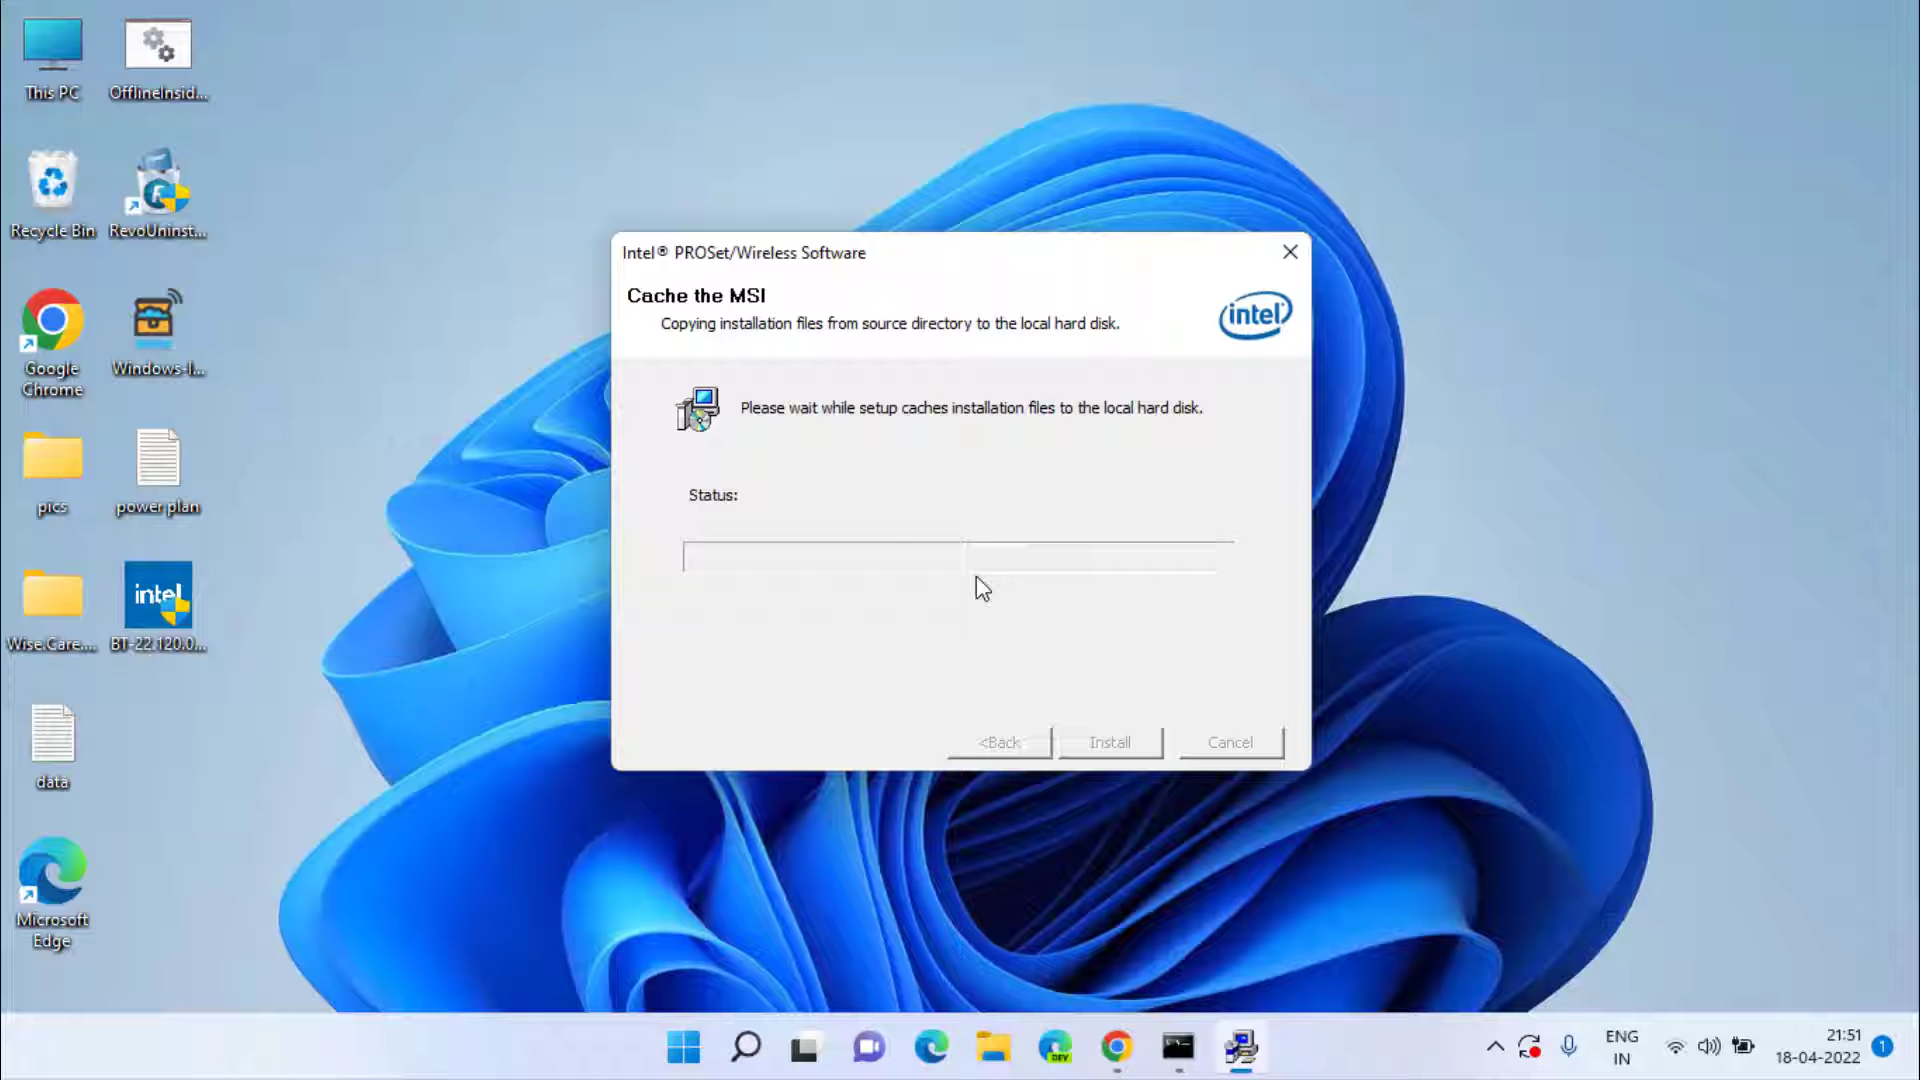 This PC
OfflineInsid...
Recycle Bin
RevoUninst...
Google
Chrome
Windows-I...
pics
power plan
Wise.Care....
intel
BT-22.120.0...
data
Microsoft
Edge
Intel® PROSet/Wireless Software
Cache the MSI
Copying installation files from source directory to the local hard disk.
intel
Please wait while setup caches installation files to the local hard disk.
Status:
<Back
Install
Cancel
DEV
ENG
IN
21:51
18-04-2022
1